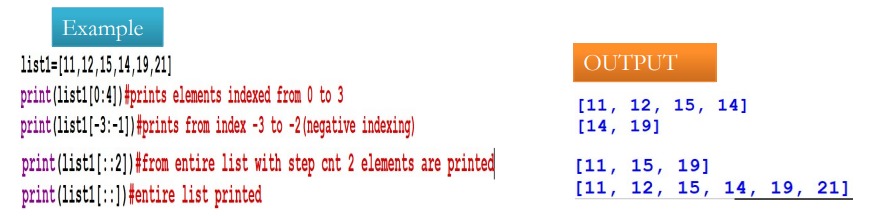 Example
list1=[11,12,15,14,19,21]
print(list1[0:4])#prints elements indexed from 0 to 3
print(list1[-3:-1])#prints from index -3 to -2(negative indexing)
print(list1[::2])#from entire list with step cnt 2 elements are printed
print(list1[::])#entire list printed
OUTPUT
[11, 12, 15, 14]
[14, 19]
[11, 15, 19]
[11, 12, 15, 14, 19, 21]